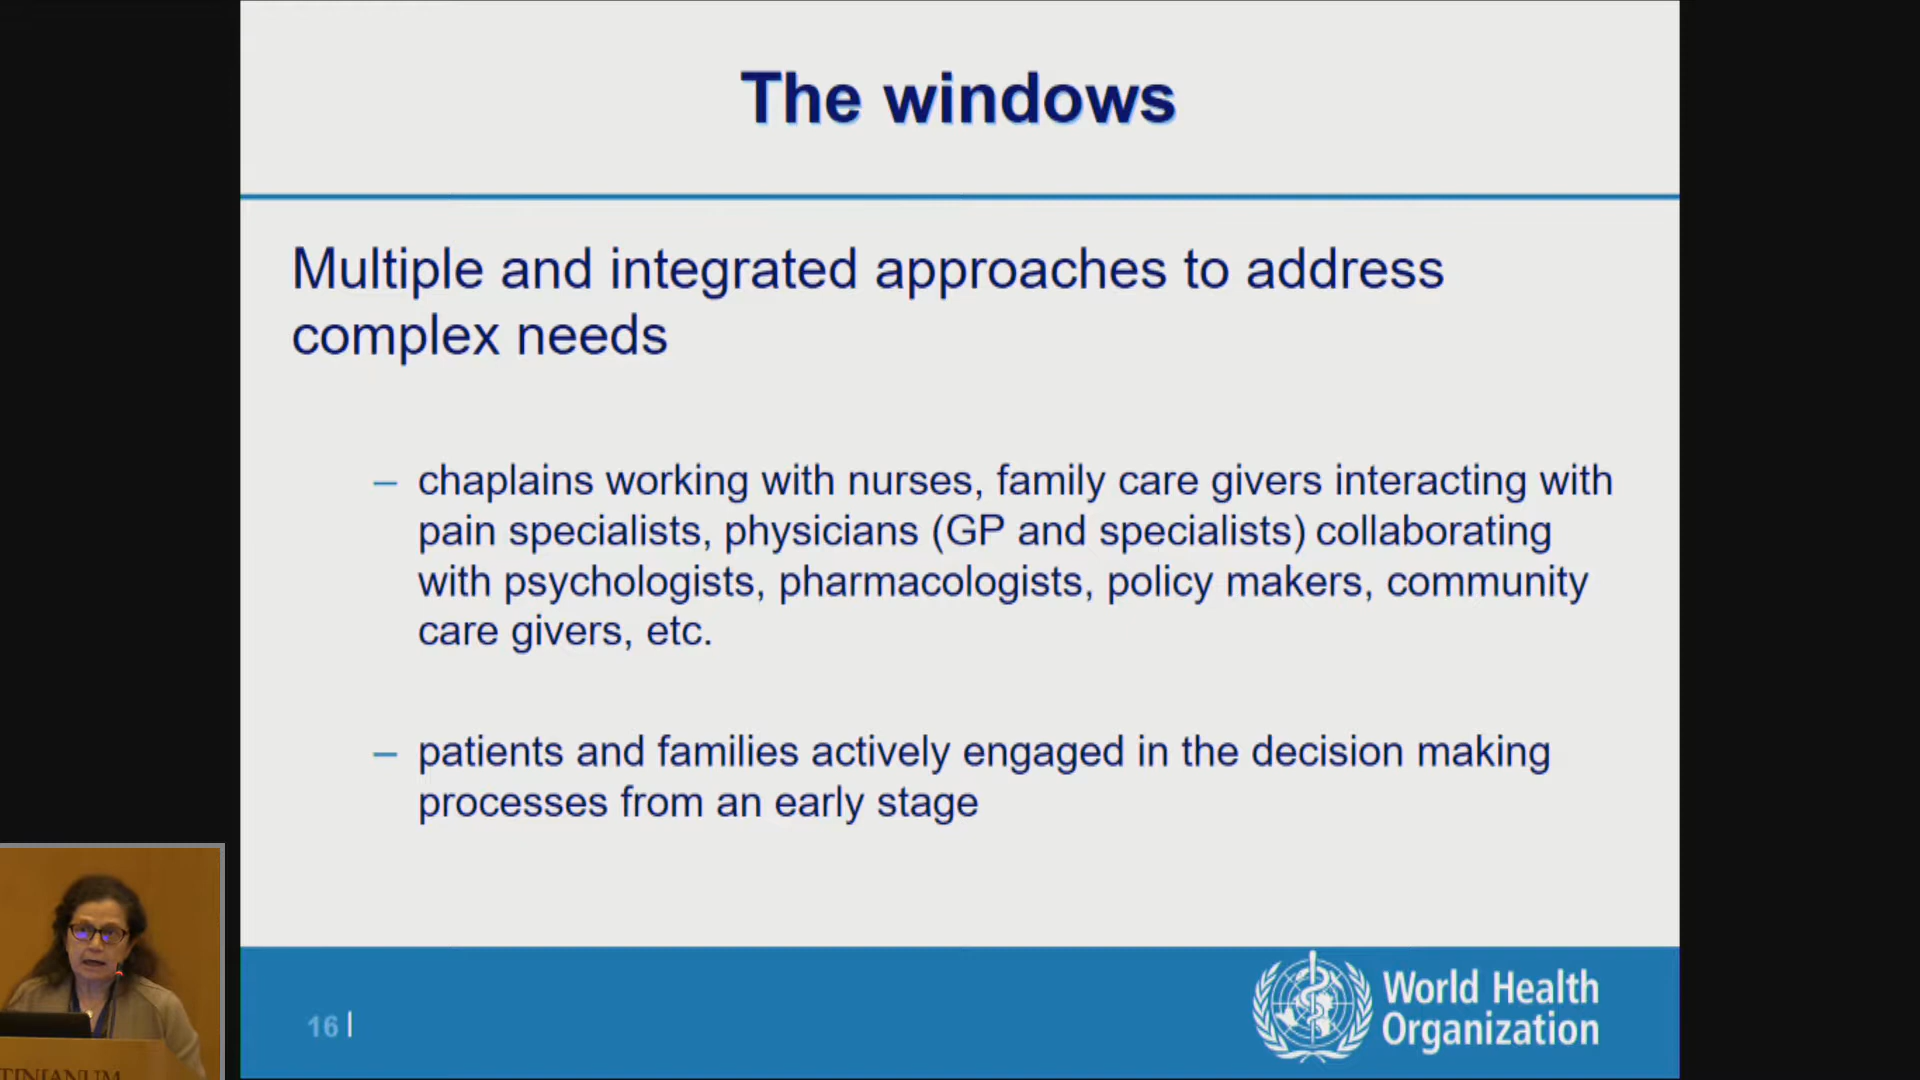 The windows
Multiple and integrated approaches to address
complex needs
– chaplains working with nurses, family care givers interacting with
pain specialists, physicians (GP and specialists) collaborating
with psychologists, pharmacologists, policy makers, community
care givers, etc.
– patients and families actively engaged in the decision making
processes from an early stage
16 |
World Health
Organization
TINIANUM